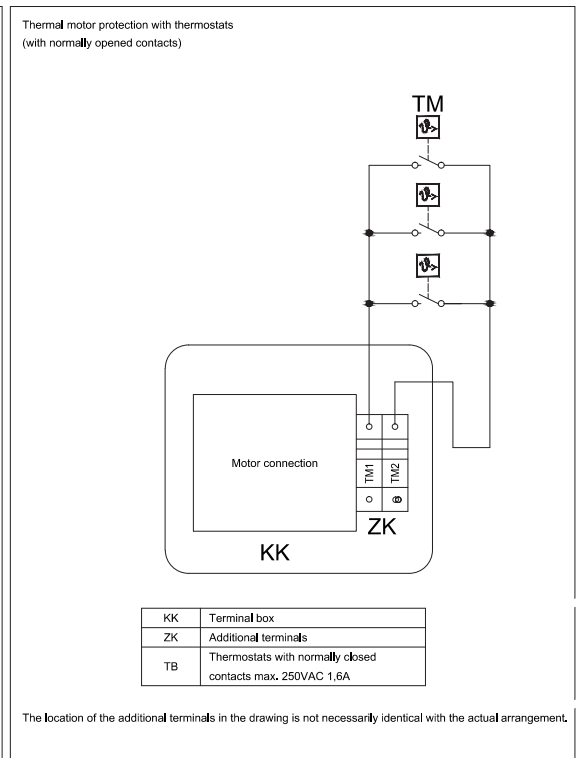 Thermal motor protection with thermostats
(with normally opened contacts)
TM
Motor connection
TM1
TM2
ZK
KK
KK Terminal box
ZK Additional terminals
TB Thermostats with normally closed
contacts max. 250VAC 1,6A
The location of the additional terminals in the drawing is not necessarily identical with the actual arrangement.